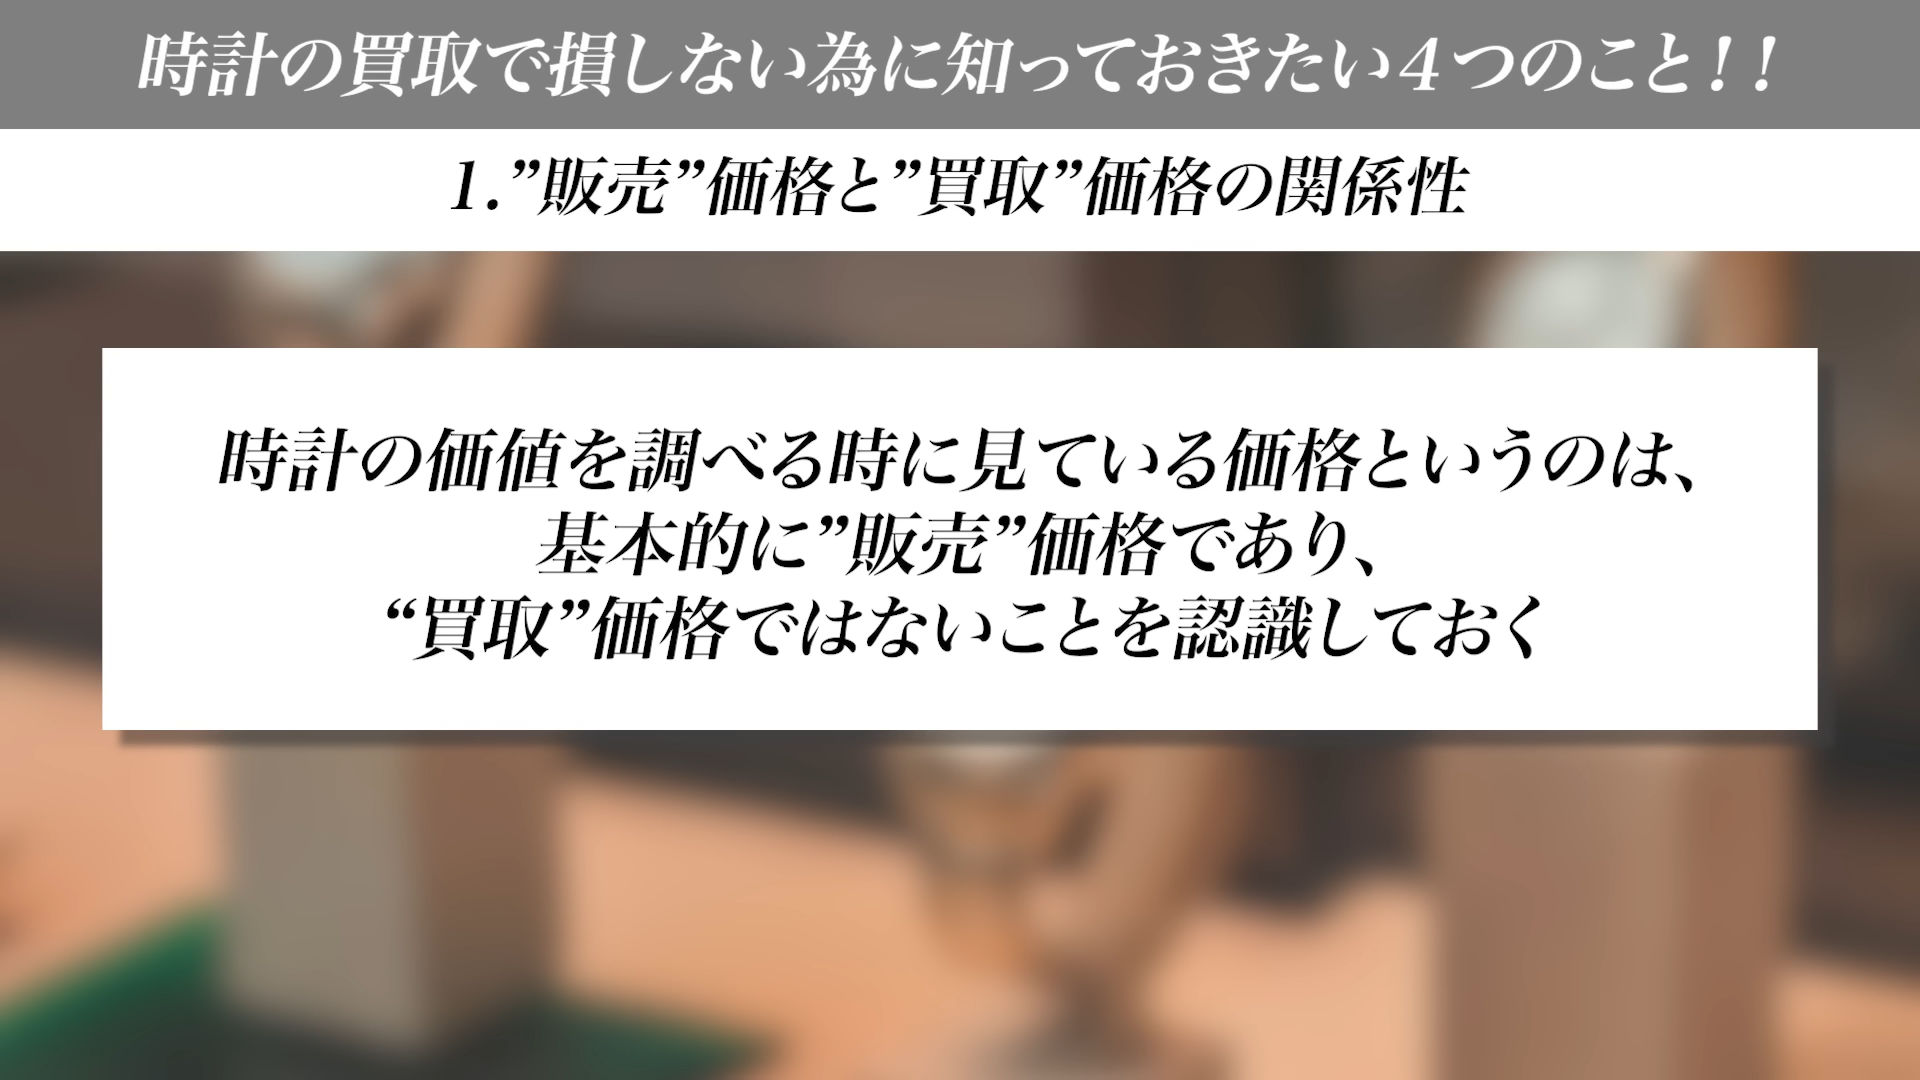 時計の買取で損しない為に知っておきたい４つのこと！！
1.”販売”価格と”買取”価格の関係性
時計の価値を調べる時に見ている価格というのは、
基本的に”販売”価格であり、
“買取”価格ではないことを認識しておく